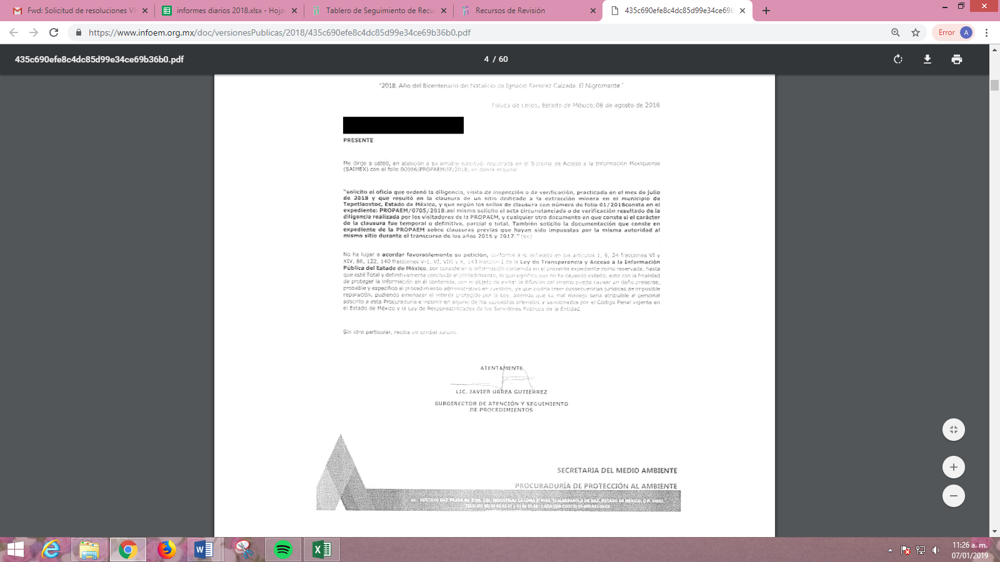 Fwd: Solicitud de resoluciones VP
informes diarios 2018.xlsx - Hoja
Tablero de Seguimiento de Recu
Recursos de Revisión
435c690efe8c4dc85d99e34ce69b
https://www.infoem.org.mx/doc/versionesPublicas/2018/435c690efe8c4dc85d99e34ce69b36b0.pdf
Error
A
435c690efe8c4dc85d99e34ce69b36b0.pdf
4 / 60
"2018. Año del Bicentenario del Natalicio de Ignacio Ramírez Calzada, El Nigromante."
Toluca de Lerdo, Estado de México; 08 de agosto de 2018
PRESENTE
Me dirijo a usted, en atención a su amable solicitud, registrada en el Sistema de Acceso a la Información Mexiquense
(SAIMEX) con el folio 00096/PROPAEM/IP/2018, en donde requirió:
"solicito el oficio que ordenó la diligencia, visita de inspección o de verificación, practicada en el mes de julio
de 2018 y que resultó en la clausura de un sitio dedicado a la extracción minera en el municipio de
Tepetlaoxtoc, Estado de México, y que según los sellos de clausura con número de folio 01/2018consta en el
expediente: PROPAEM/0705/2018.así mismo solicito el acta circunstanciada o de verificación resultado de la
diligencia realizada por los visitadores de la PROPAEM, y cualquier otro documento en que conste si el carácter
de la clausura fue temporal o definitiva, parcial o total. También solicito la documentación que conste en
expediente de la PROPAEM sobre clausuras previas que hayan sido impuestas por la misma autoridad al
mismo sitio durante el transcurso de los años 2016 y 2017." (sic)
No ha lugar a acordar favorablemente su petición, conforme a lo señalado en los artículos 1, 6, 24 fracciones VI y
XIV, 86, 122, 140 fracciones V-1, VI, VIII y X, 143 fracción I de la Ley de Transparencia y Acceso a la Información
Pública del Estado de México, por considerar la información contenida en el presente expediente como reservada, hasta
que esté Total y definitivamente concluido el procedimiento, lo que significa que no ha causado estado; esto con la finalidad
de proteger la información en él contenida, con el objeto de evitar la difusión del mismo pueda causar un daño presente,
probable y específico al procedimiento administrativo en cuestión, ya que podría traer consecuencias jurídicas de imposible
reparación, pudiendo amenazar el interés protegido por la Ley, además que su mal manejo sería atribuible al personal
adscrito a esta Procuraduría e incurrir en alguno de los supuestos previstos y sancionados por el Código Penal vigente en
el Estado de México y la Ley de Responsabilidades de los Servidores Públicos de la Entidad.
Sin otro particular, reciba un cordial saludo.
ATENTAMENTE
LIC. JAVIER URREA GUTIÉRREZ
SUBDIRECTOR DE ATENCIÓN Y SEGUIMIENTO
DE PROCEDIMIENTOS
SECRETARIA DEL MEDIO AMBIENTE
PROCURADURÍA DE PROTECCIÓN AL AMBIENTE
11:26 a. m.
07/01/2019